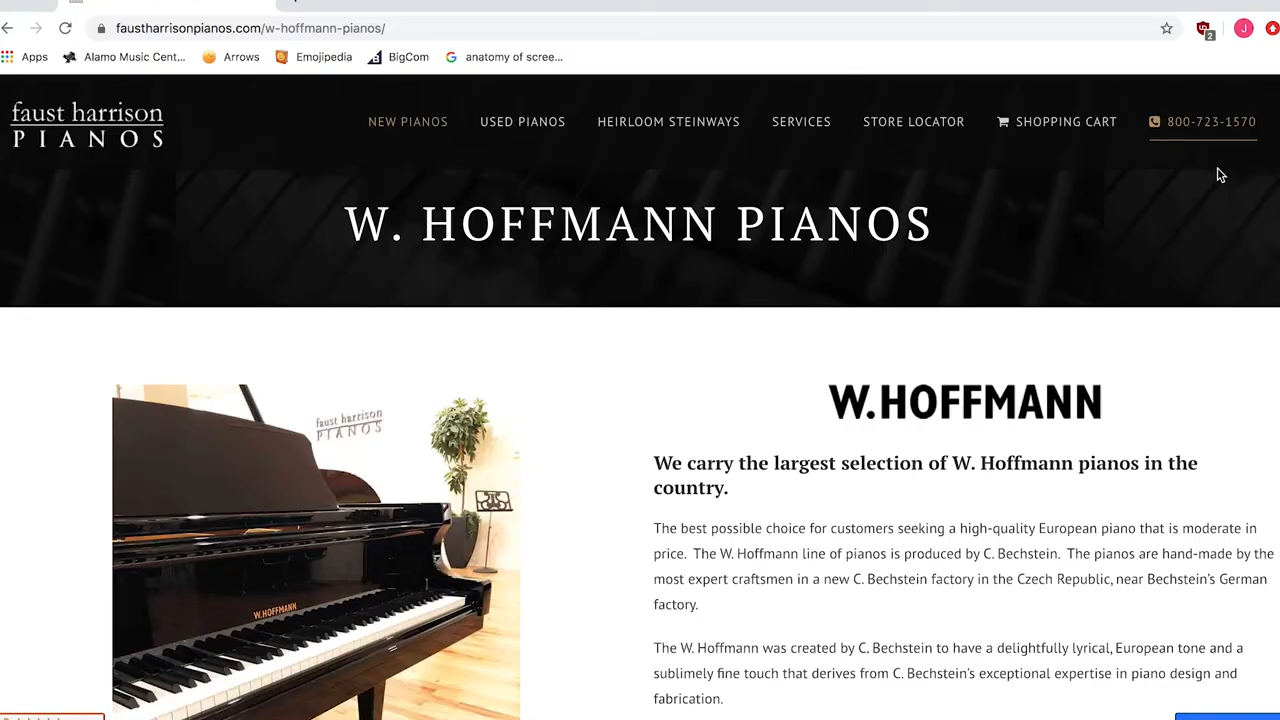 faustharrisonpianos.com/w-hoffmann-pianos/
2
J
Apps
Alamo Music Cent...
Arrows
Emojipedia
BigCom
anatomy of scree...
faust harrison
PIANOS
NEW PIANOS
USED PIANOS
HEIRLOOM STEINWAYS
SERVICES
STORE LOCATOR
SHOPPING CART
800-723-1570
W. HOFFMANN PIANOS
faust harrison
PIANOS
W.HOFFMANN
W.HOFFMANN
We carry the largest selection of W. Hoffmann pianos in the
country.
The best possible choice for customers seeking a high-quality European piano that is moderate in
price. The W. Hoffmann line of pianos is produced by C. Bechstein. The pianos are hand-made by the
most expert craftsmen in a new C. Bechstein factory in the Czech Republic, near Bechstein's German
factory.
The W. Hoffmann was created by C. Bechstein to have a delightfully lyrical, European tone and a
sublimely fine touch that derives from C. Bechstein's exceptional expertise in piano design and
fabrication.